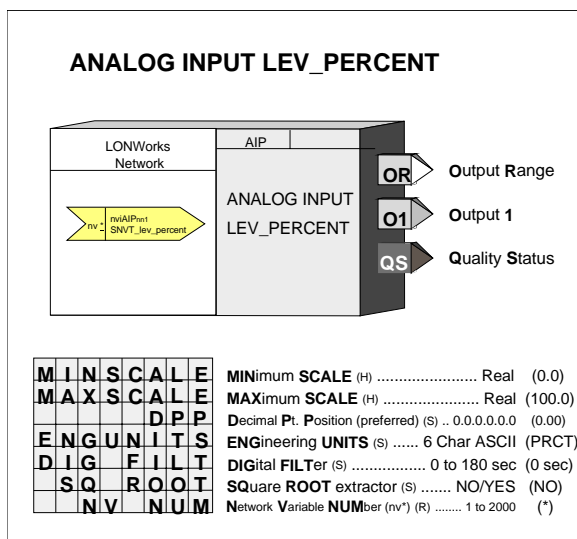 ANALOG INPUT LEV_PERCENT
LONWorks
Network
AIP
nv*
nviAIPnn1
SNVT_lev_percent
ANALOG INPUT
LEV_PERCENT
OR
Output Range
O1
Output 1
QS
Quality Status
MINSCALE MINimum SCALE (H) ........................ Real (0.0)
MAXSCALE MAXimum SCALE (H) ....................... Real (100.0)
DPP Decimal Pt. Position (preferred) (S) .. 0.0.0.0.0.0 (0.00)
ENGUNITS ENGineering UNITS (S) ...... 6 Char ASCII (PRCT)
DIG FILT DIGital FILTer (S) .................. 0 to 180 sec (0 sec)
SQ ROOT SQuare ROOT extractor (S) ....... NO/YES (NO)
NV NUM Network Variable NUMber (nv*) (R) ........ 1 to 2000 (*)